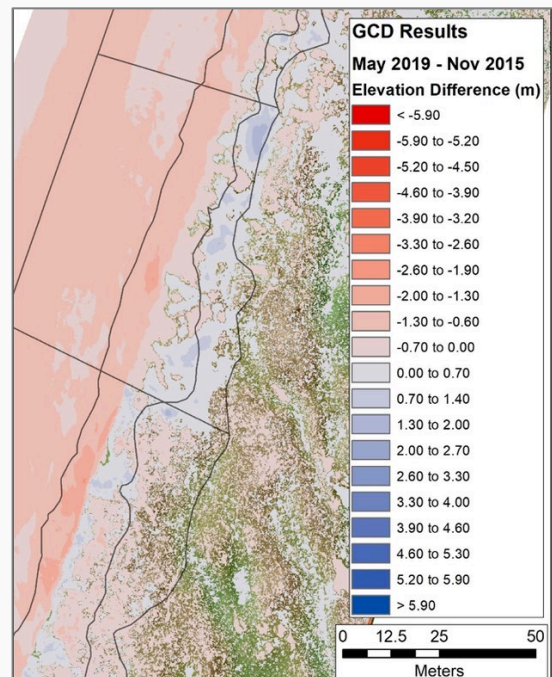 GCD Results
May 2019 - Nov 2015
Elevation Difference (m)
< -5.90
-5.90 to -5.20
-5.20 to -4.50
-4.60 to -3.90
-3.90 to -3.20
-3.30 to -2.60
-2.60 to -1.90
-2.00 to -1.30
-1.30 to -0.60
-0.70 to 0.00
0.00 to 0.70
0.70 to 1.40
1.30 to 2.00
2.00 to 2.70
2.60 to 3.30
3.30 to 4.00
3.90 to 4.60
4.60 to 5.30
5.20 to 5.90
> 5.90
0 12.5 25 50
Meters